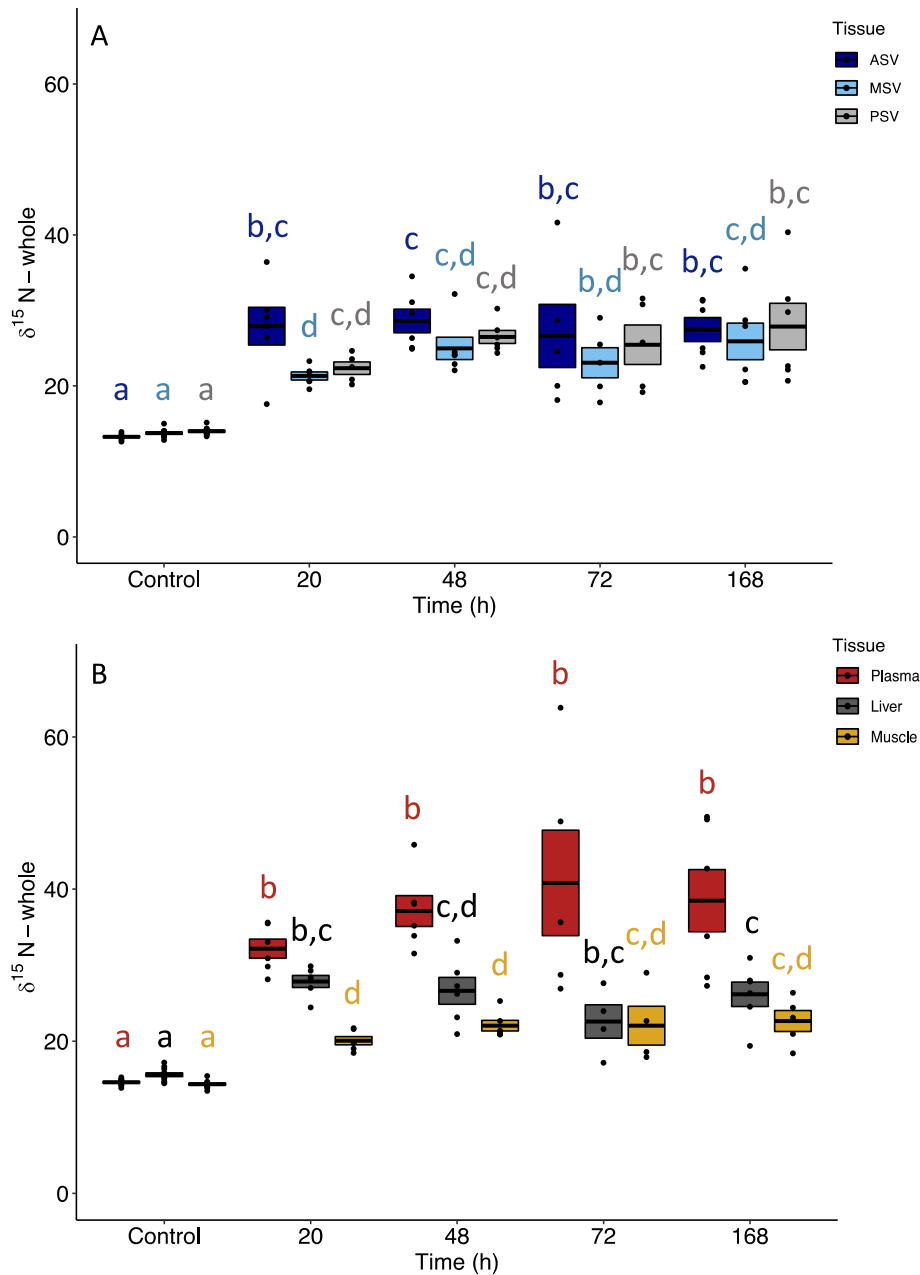 A
Tissue
ASV
MSV
PSV
60
40
20
0
δ¹⁵ N – whole
b,c
c
b,c
b,c
c,d
c,d
b,c
c,d
b,d
b,c
d
c,d
a a a
Control 20 48 72 168
Time (h)
B
Tissue
Plasma
Liver
Muscle
60
40
20
0
δ¹⁵ N – whole
b
b
b
b
b,c
c,d
c
d
d
b,c
c,d
c,d
a a a
Control 20 48 72 168
Time (h)